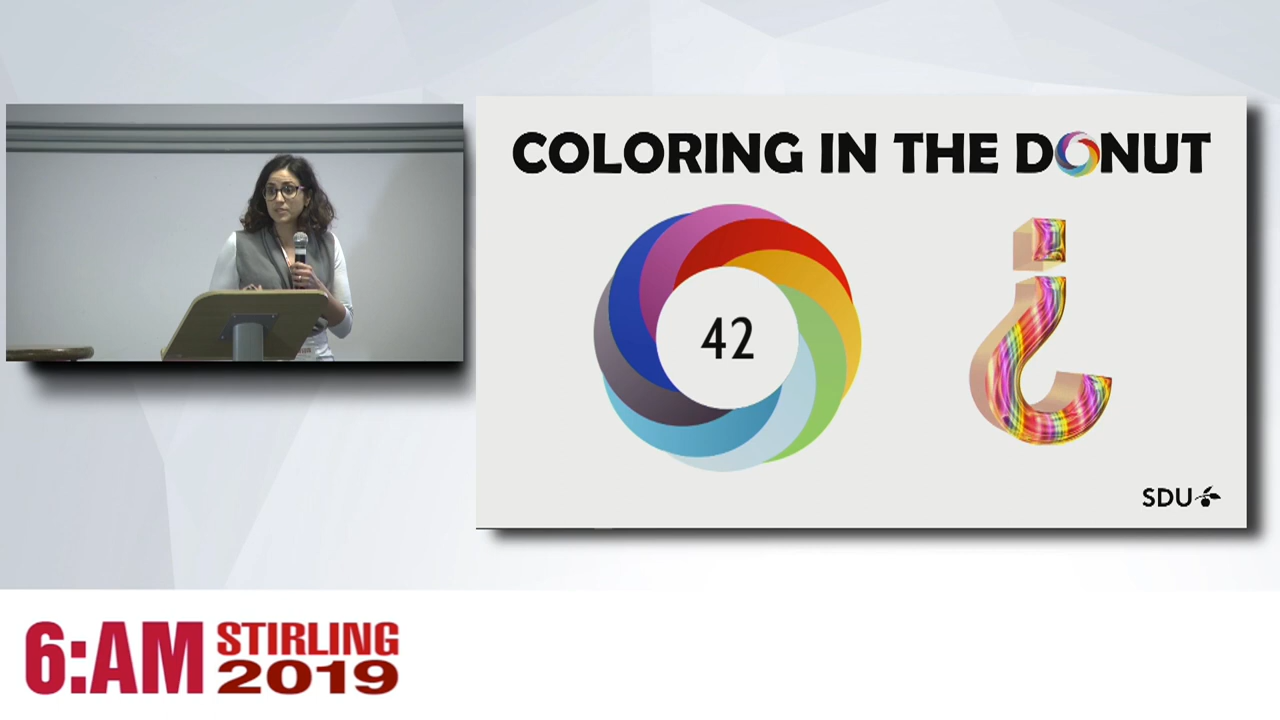 COLORING IN THE DONUT
42
¿
SDU
6:AM STIRLING
2019